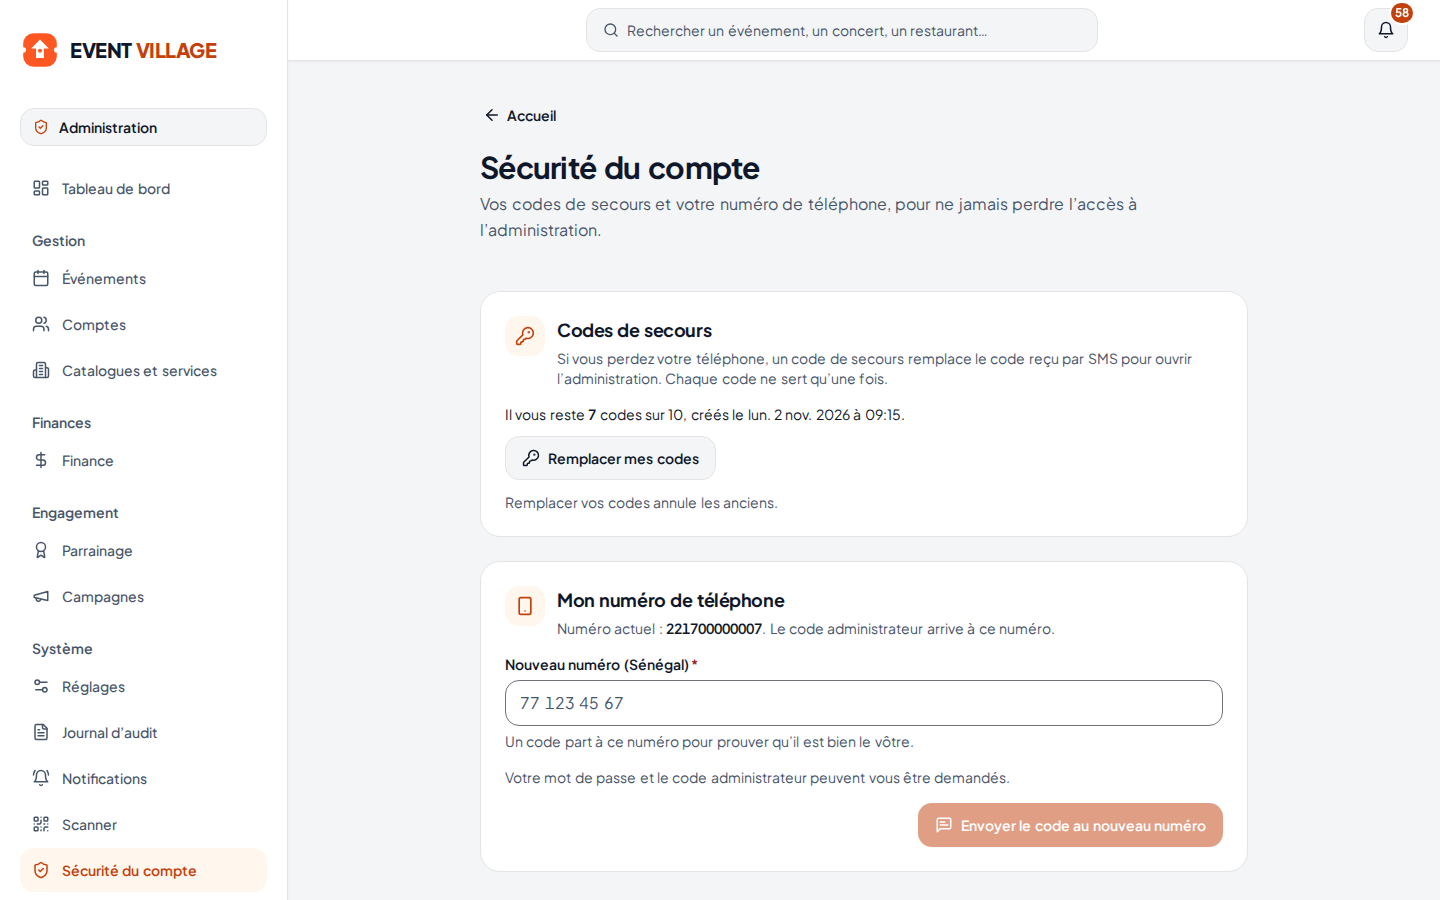 EVENT VILLAGE
Rechercher un événement, un concert, un restaurant…
58
Administration
Tableau de bord
Gestion
Événements
Comptes
Catalogues et services
Finances
Finance
Engagement
Parrainage
Campagnes
Système
Réglages
Journal d’audit
Notifications
Scanner
Sécurité du compte
Accueil
Sécurité du compte
Vos codes de secours et votre numéro de téléphone, pour ne jamais perdre l’accès à
l’administration.
Codes de secours
Si vous perdez votre téléphone, un code de secours remplace le code reçu par SMS pour ouvrir
l’administration. Chaque code ne sert qu’une fois.
Il vous reste 7 codes sur 10, créés le lun. 2 nov. 2026 à 09:15.
Remplacer mes codes
Remplacer vos codes annule les anciens.
Mon numéro de téléphone
Numéro actuel : 221700000007. Le code administrateur arrive à ce numéro.
Nouveau numéro (Sénégal) *
77 123 45 67
Un code part à ce numéro pour prouver qu’il est bien le vôtre.
Votre mot de passe et le code administrateur peuvent vous être demandés.
Envoyer le code au nouveau numéro